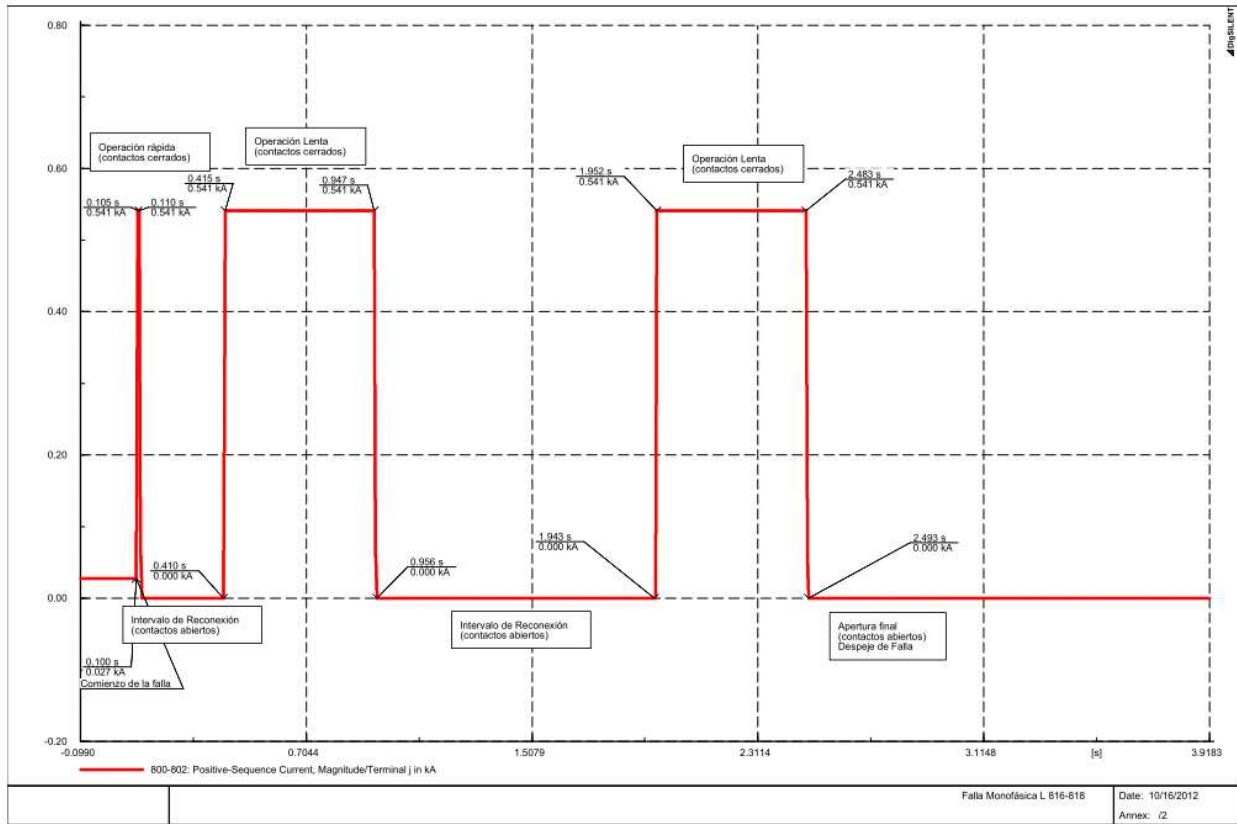 0.80
DIgSILENT
Operación rápida
(contactos cerrados)
Operación Lenta
(contactos cerrados)
Operación Lenta
(contactos cerrados)
0.60
0.415 s
0.541 kA
0.947 s
0.541 kA
1.952 s
0.541 kA
2.483 s
0.541 kA
0.105 s
0.541 kA
0.110 s
0.541 kA
0.40
0.20
0.410 s
0.000 kA
0.956 s
0.000 kA
1.943 s
0.000 kA
2.493 s
0.000 kA
0.00
Intervalo de Reconexión
(contactos abiertos)
Intervalo de Reconexión
(contactos abiertos)
Apertura final
(contactos abiertos)
Despeje de Falla
0.100 s
0.027 kA
Comienzo de la falla
-0.20
-0.0990 0.7044 1.5079 2.3114 3.1148 [s] 3.9183
800-802: Positive-Sequence Current, Magnitude/Terminal j in kA
Falla Monofásica L 816-818
Date: 10/16/2012
Annex: /2